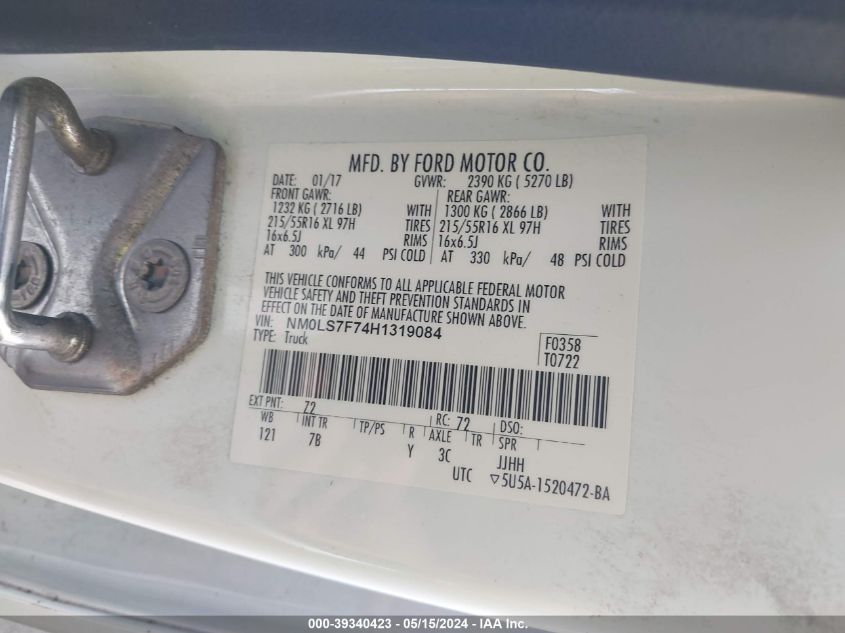 MFD. BY FORD MOTOR CO.
DATE: 01/17 GVWR: 2390 KG ( 5270 LB)
FRONT GAWR: REAR GAWR:
1232 KG ( 2716 LB) WITH 1300 KG ( 2866 LB) WITH
215/55R16 XL 97H TIRES 215/55R16 XL 97H TIRES
16x6.5J RIMS 16x6.5J RIMS
AT 300 kPa/ 44 PSI COLD AT 330 kPa/ 48 PSI COLD
THIS VEHICLE CONFORMS TO ALL APPLICABLE FEDERAL MOTOR
VEHICLE SAFETY AND THEFT PREVENTION STANDARDS IN
EFFECT ON THE DATE OF MANUFACTURE SHOWN ABOVE.
VIN: NM0LS7F74H1319084
TYPE: Truck
F0358
T0722
EXT PNT: 72 RC: 72 DSO:
WB INT TR TP/PS R AXLE TR SPR
121 7B Y 3C JJHH
UTC ▽5U5A-1520472-BA
000-39340423 - 05/15/2024 - IAA Inc.